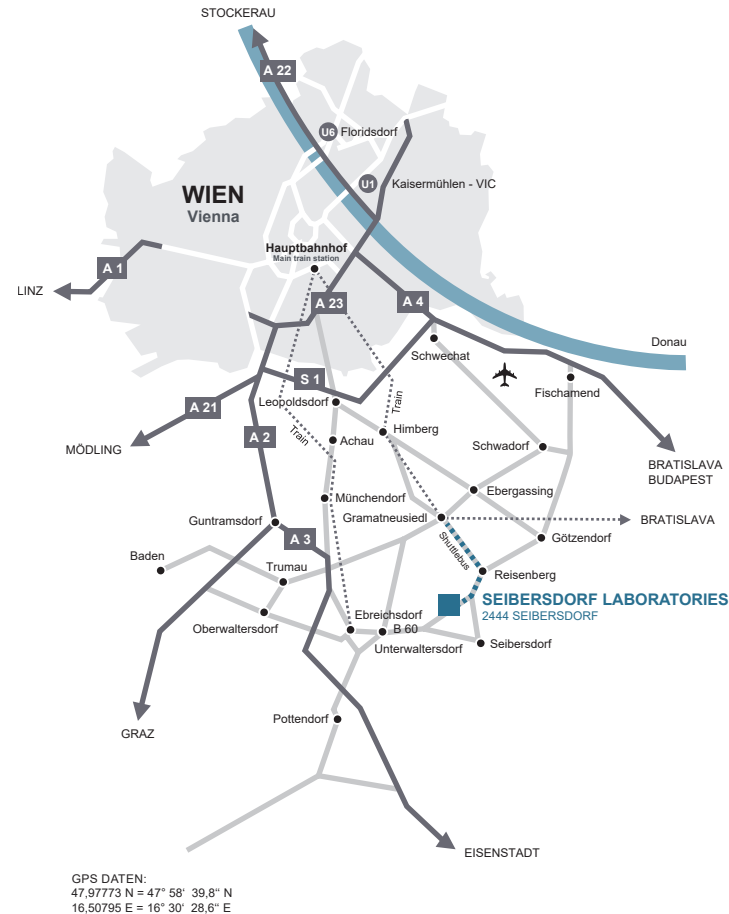 STOCKERAU
A 22
U6 Floridsdorf
U1
Kaisermühlen - VIC
WIEN
Vienna
Hauptbahnhof
Main train station
A 1
LINZ
A 23
A 4
Donau
Schwechat
S 1
Fischamend
Leopoldsdorf
A 21
Train
Himberg
A 2
Train
Achau
Schwadorf
MÖDLING
BRATISLAVA
BUDAPEST
Ebergassing
Münchendorf
Gramatneusiedl
BRATISLAVA
Guntramsdorf
A 3
Shuttlebus
Götzendorf
Baden
Trumau
Reisenberg
SEIBERSDORF LABORATORIES
2444 SEIBERSDORF
Oberwaltersdorf
Ebreichsdorf
B 60
Unterwaltersdorf
Seibersdorf
Pottendorf
GRAZ
EISENSTADT
GPS DATEN:
47,97773 N = 47° 58‘ 39,8“ N
16,50795 E = 16° 30‘ 28,6“ E